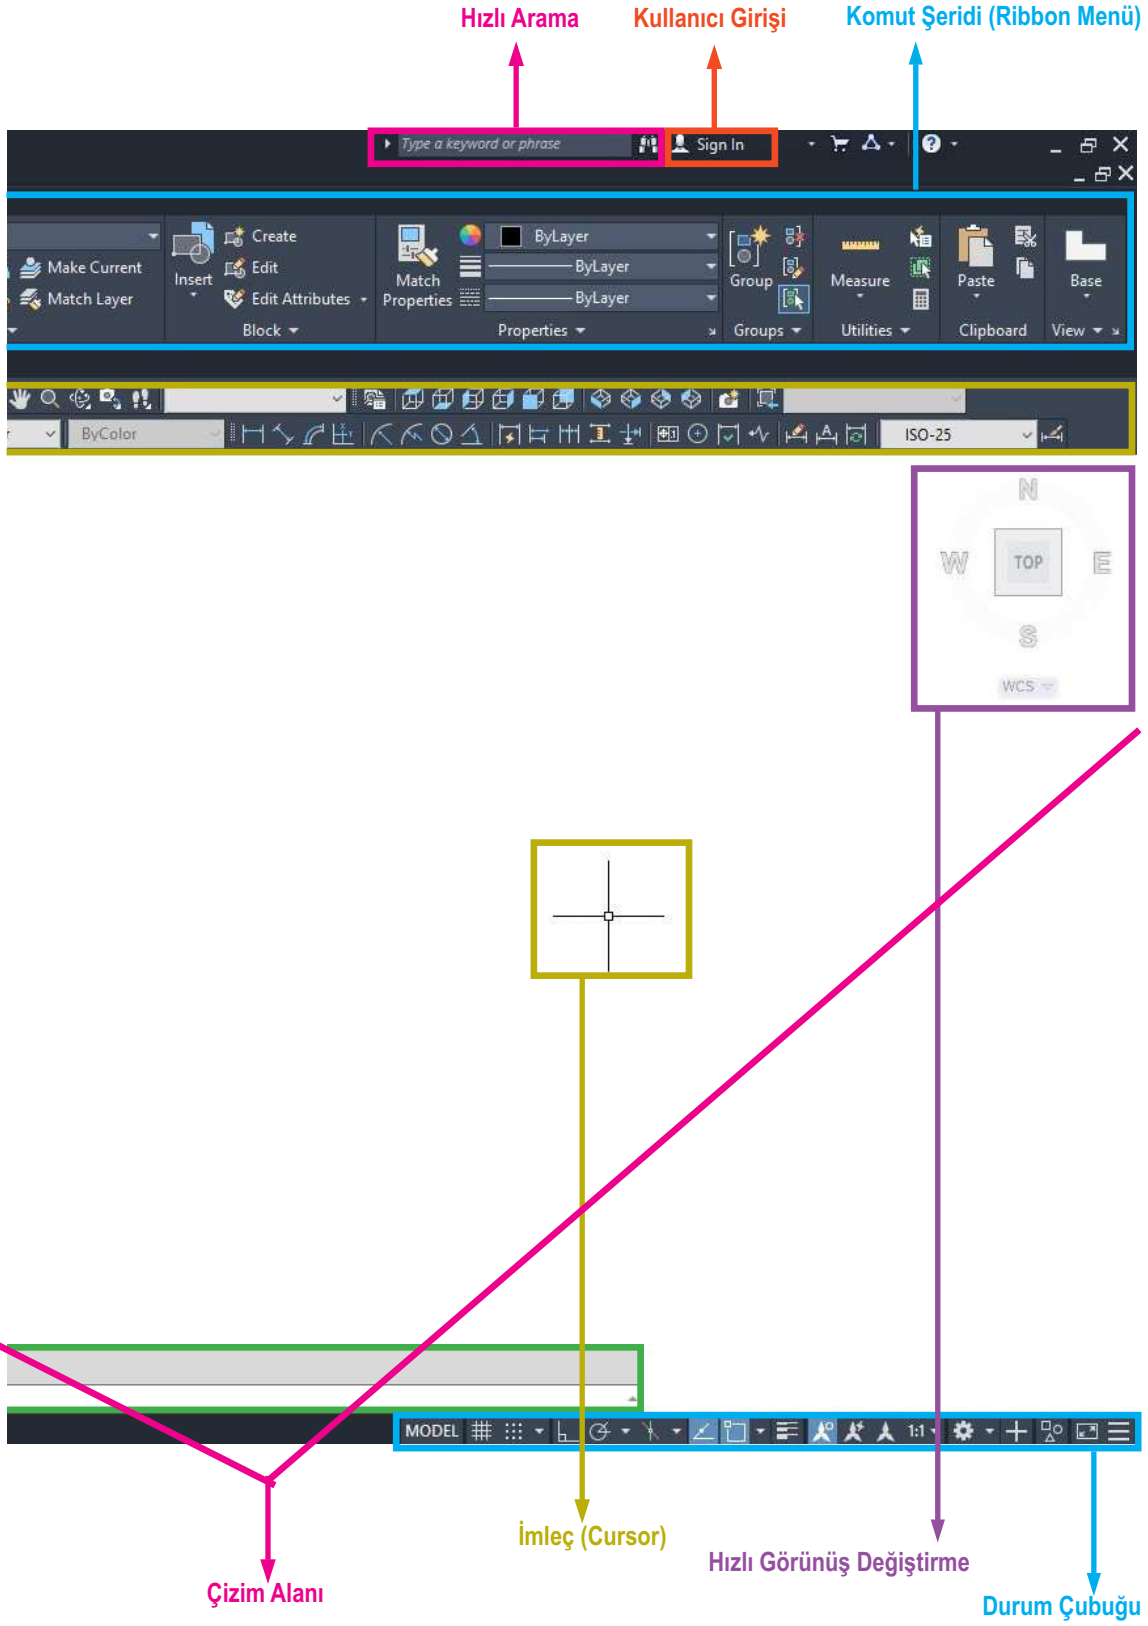 Hızlı Arama
Kullanıcı Girişi
Komut Şeridi (Ribbon Menü)
Type a keyword or phrase
Sign In
Make Current
Match Layer
Insert
Create
Edit
Edit Attributes
Block
Match
Properties
ByLayer
ByLayer
ByLayer
Properties
Group
Groups
Measure
Utilities
Paste
Clipboard
Base
View
ByColor
ISO-25
N
W
TOP
E
S
WCS
MODEL
1:1
İmleç (Cursor)
Hızlı Görünüş Değiştirme
Çizim Alanı
Durum Çubuğu